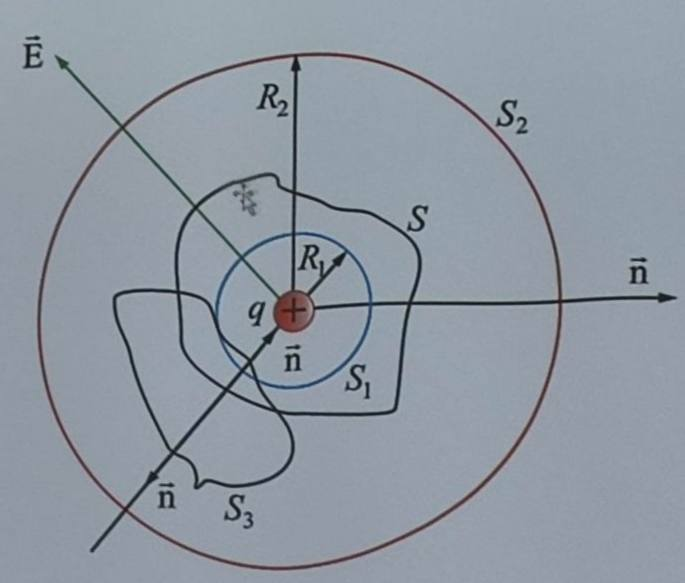 E⃗
R₂
S₂
S
R₁
n⃗
q
+
n⃗
S₁
n⃗
S₃